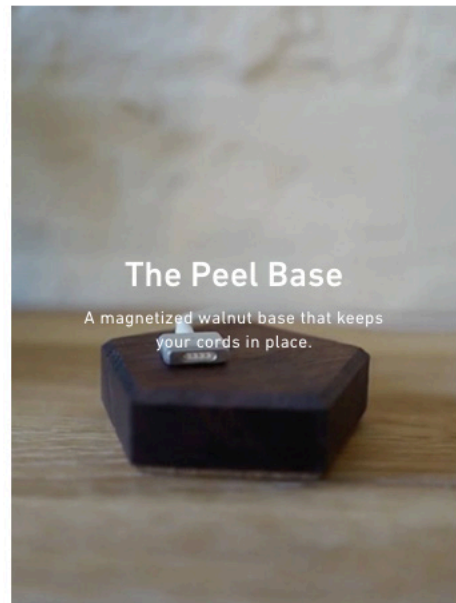 The Peel Base
A magnetized walnut base that keeps
your cords in place.